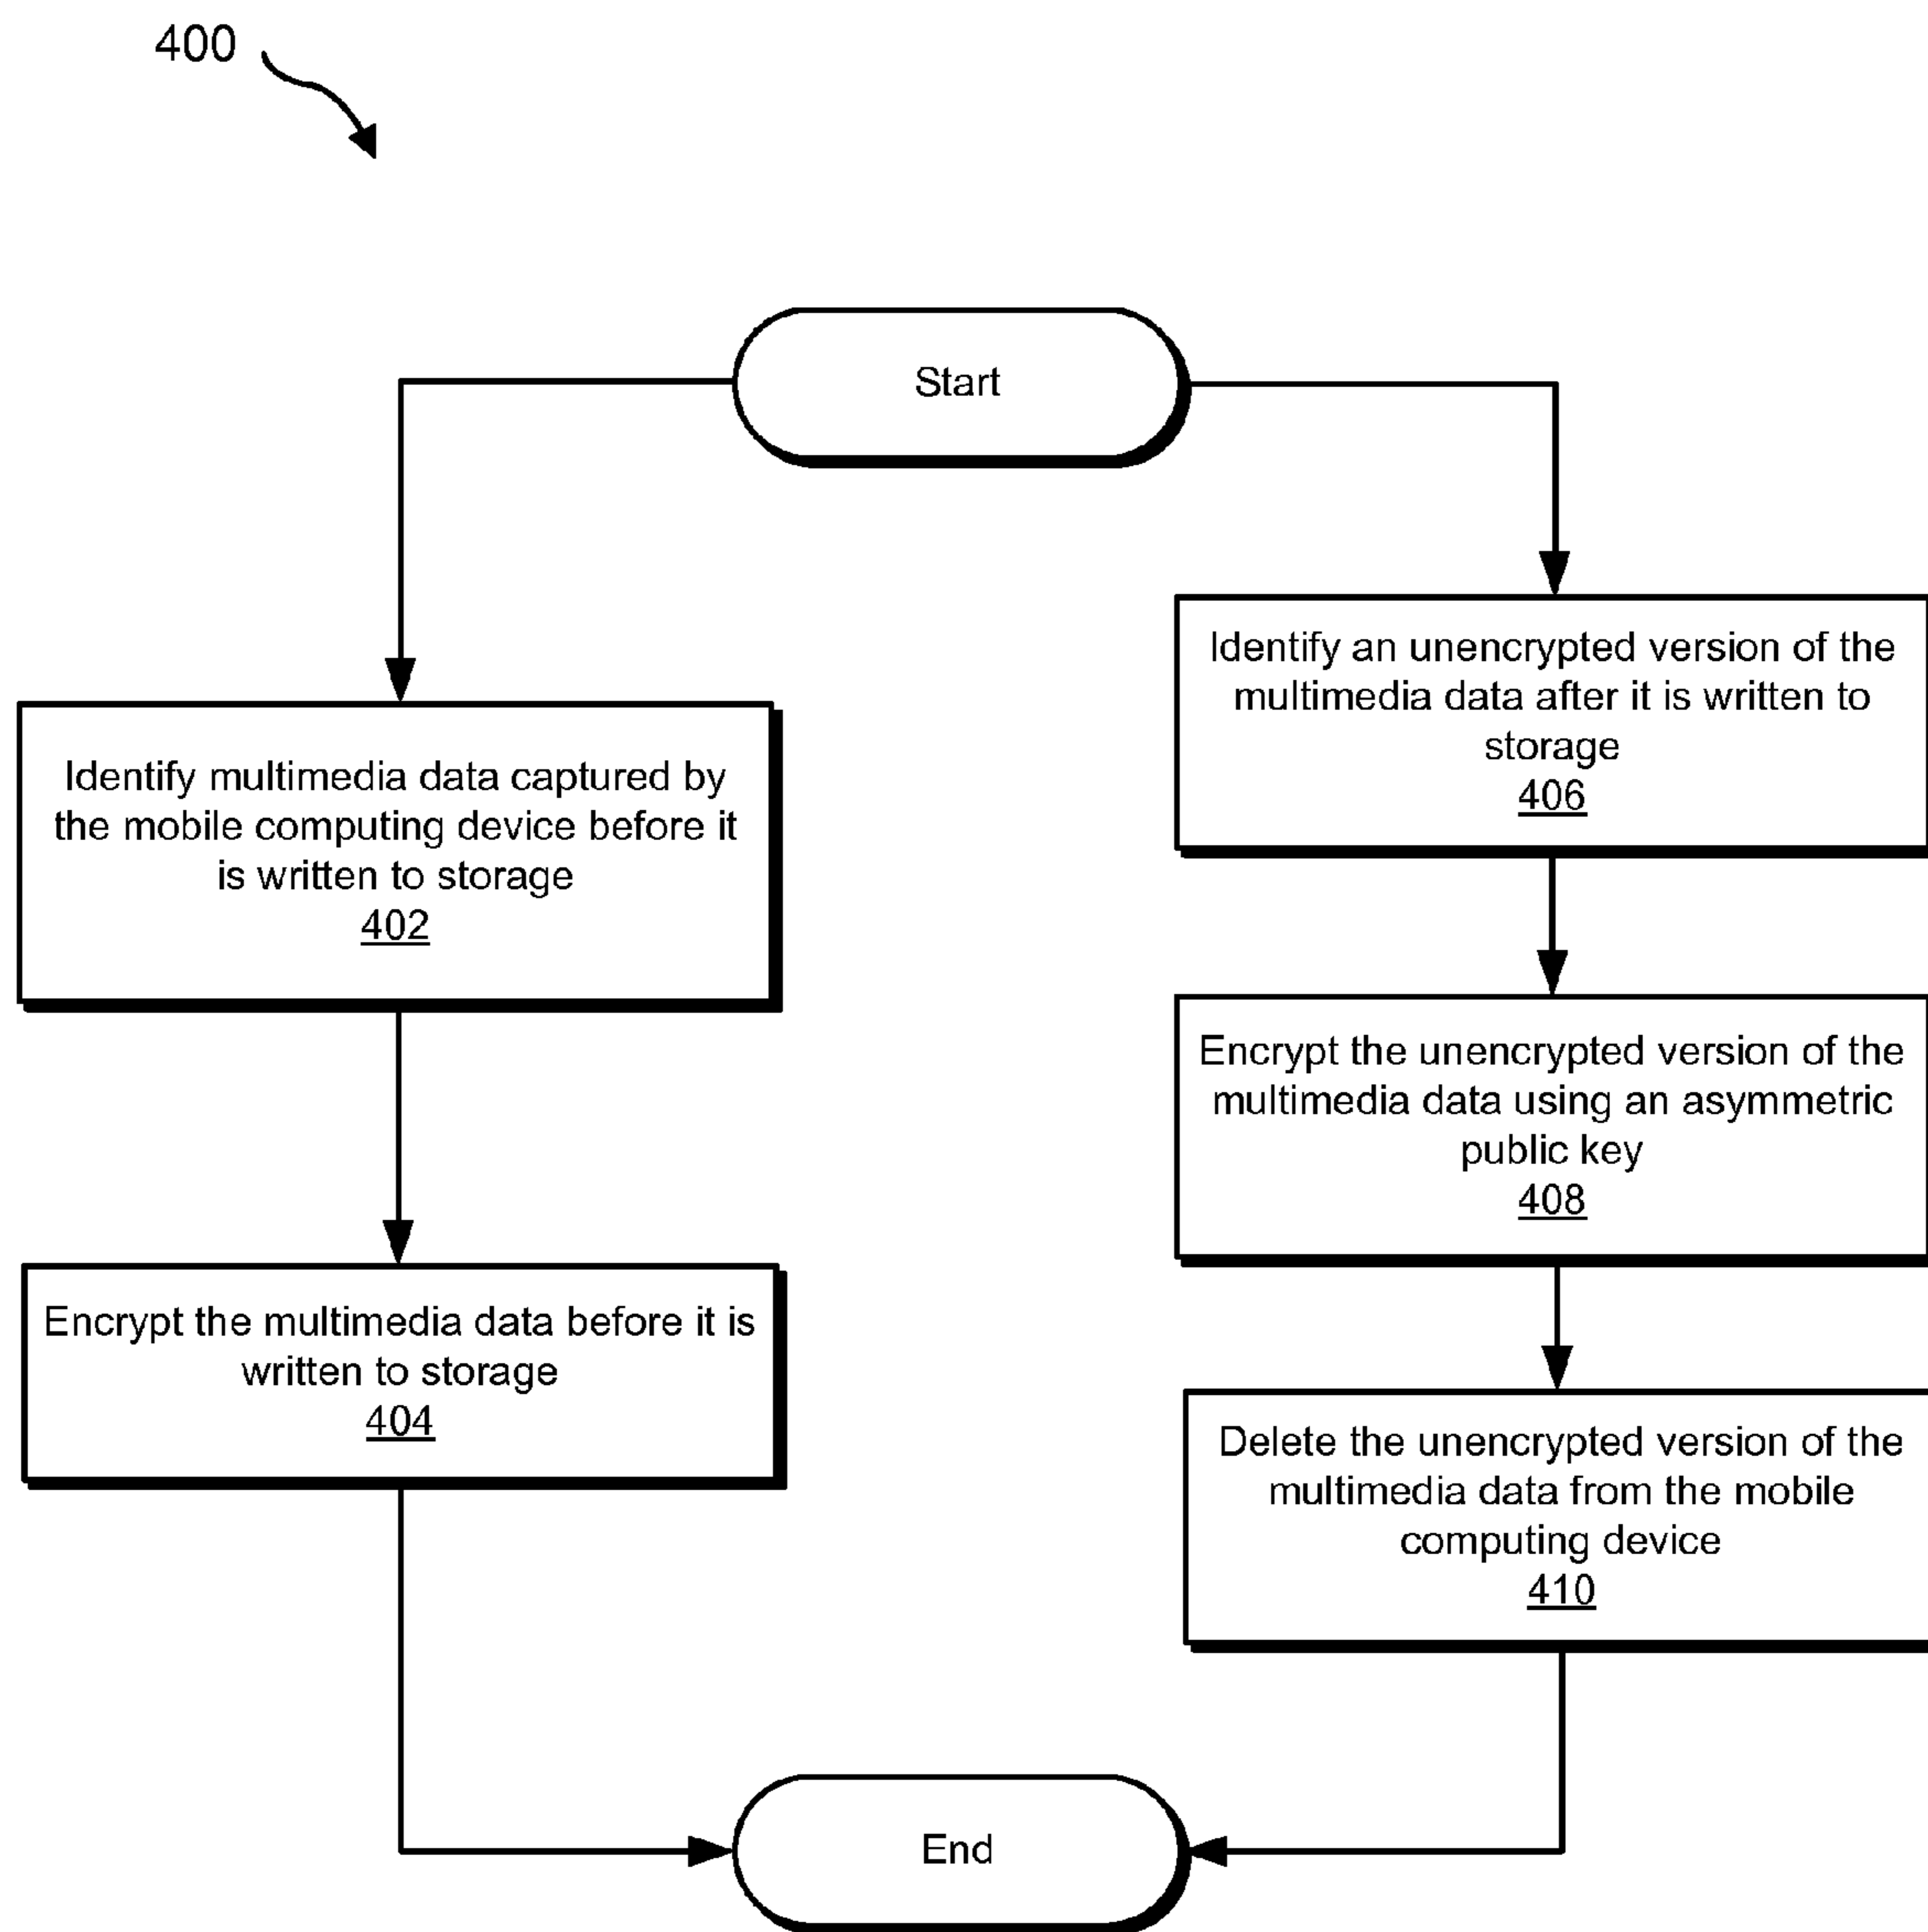 400
Start
Identify multimedia data captured by
the mobile computing device before it
is written to storage
402
Encrypt the multimedia data before it is
written to storage
404
Identify an unencrypted version of the
multimedia data after it is written to
storage
406
Encrypt the unencrypted version of the
multimedia data using an asymmetric
public key
408
Delete the unencrypted version of the
multimedia data from the mobile
computing device
410
End